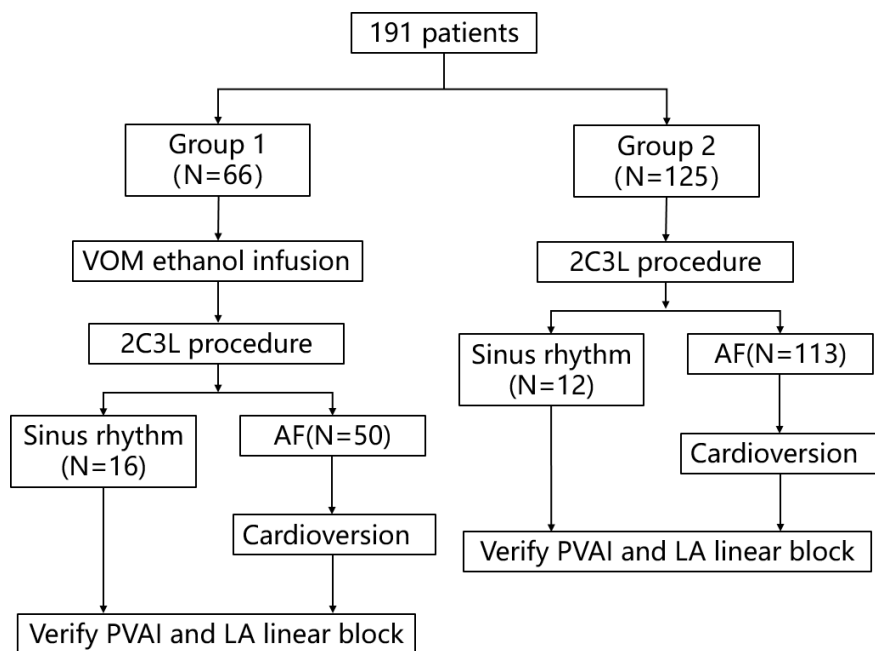 191 patients
Group 1
(N=66)
VOM ethanol infusion
2C3L procedure
Sinus rhythm
(N=16)
AF(N=50)
Cardioversion
Verify PVAI and LA linear block
Group 2
(N=125)
2C3L procedure
Sinus rhythm
(N=12)
AF(N=113)
Cardioversion
Verify PVAI and LA linear block